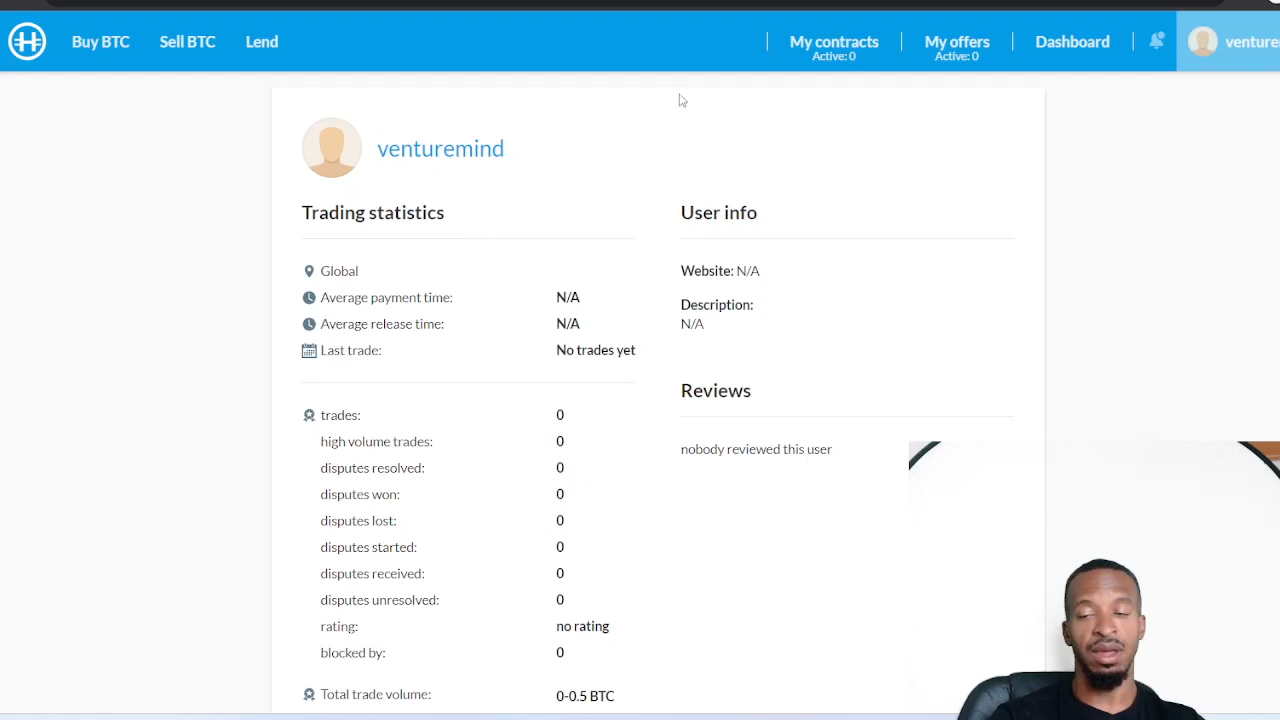 Buy BTC
Sell BTC
Lend
My contracts
Active: 0
My offers
Active: 0
Dashboard
venture
venturemind
Trading statistics
Global
Average payment time: N/A
Average release time: N/A
Last trade: No trades yet
trades: 0
high volume trades: 0
disputes resolved: 0
disputes won: 0
disputes lost: 0
disputes started: 0
disputes received: 0
disputes unresolved: 0
rating: no rating
blocked by: 0
Total trade volume: 0-0.5 BTC
User info
Website: N/A
Description:
N/A
Reviews
nobody reviewed this user